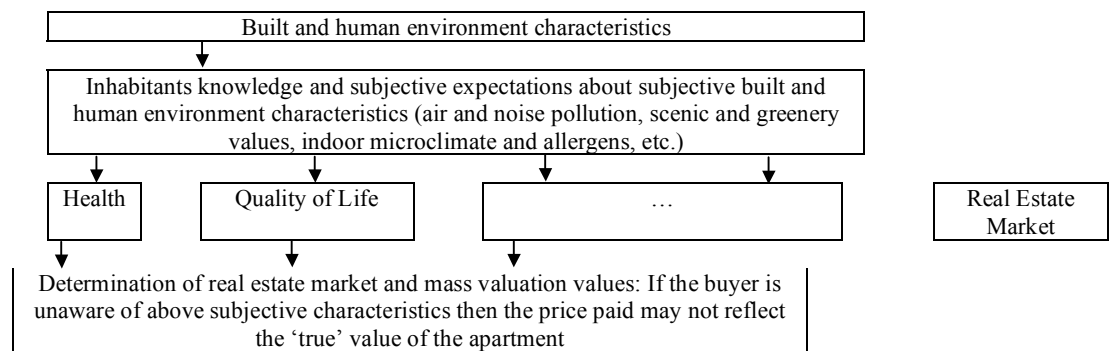 Built and human environment characteristics
Inhabitants knowledge and subjective expectations about subjective built and
human environment characteristics (air and noise pollution, scenic and greenery
values, indoor microclimate and allergens, etc.)
Health
Quality of Life
…
Real Estate
Market
Determination of real estate market and mass valuation values: If the buyer is
unaware of above subjective characteristics then the price paid may not reflect
the ‘true’ value of the apartment